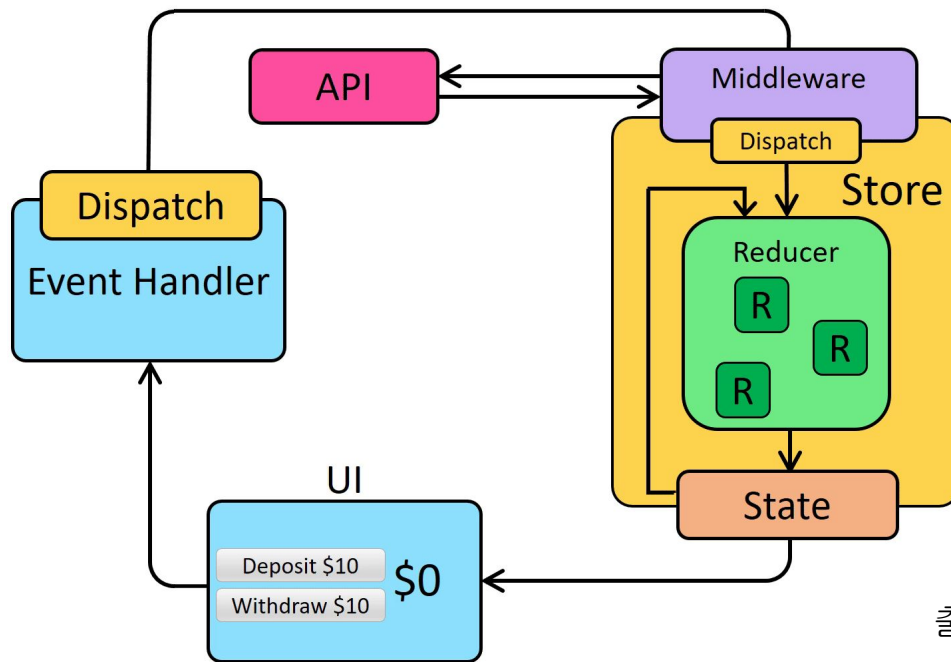 API
Middleware
Dispatch
Store
Dispatch
Event Handler
Reducer
R
R
R
State
UI
Deposit $10
Withdraw $10
$0